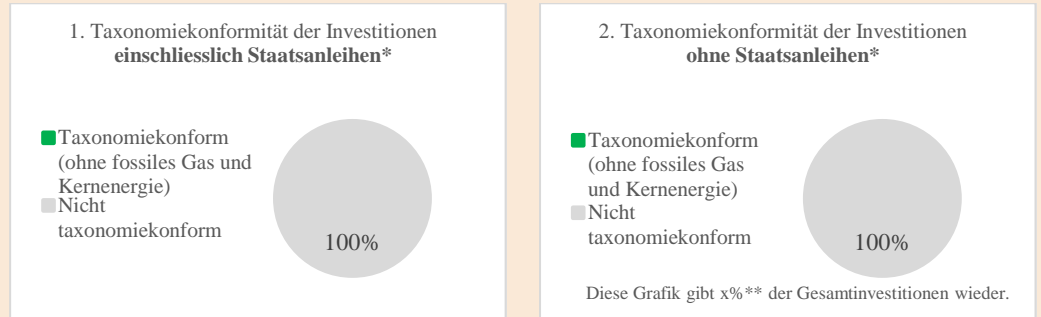 1. Taxonomiekonformität der Investitionen
einschliesslich Staatsanleihen*
Taxonomiekonform
(ohne fossiles Gas und
Kernenergie)
Nicht
taxonomiekonform
100%
2. Taxonomiekonformität der Investitionen
ohne Staatsanleihen*
Taxonomiekonform
(ohne fossiles Gas
und Kernenergie)
Nicht
taxonomiekonform
100%
Diese Grafik gibt x%** der Gesamtinvestitionen wieder.